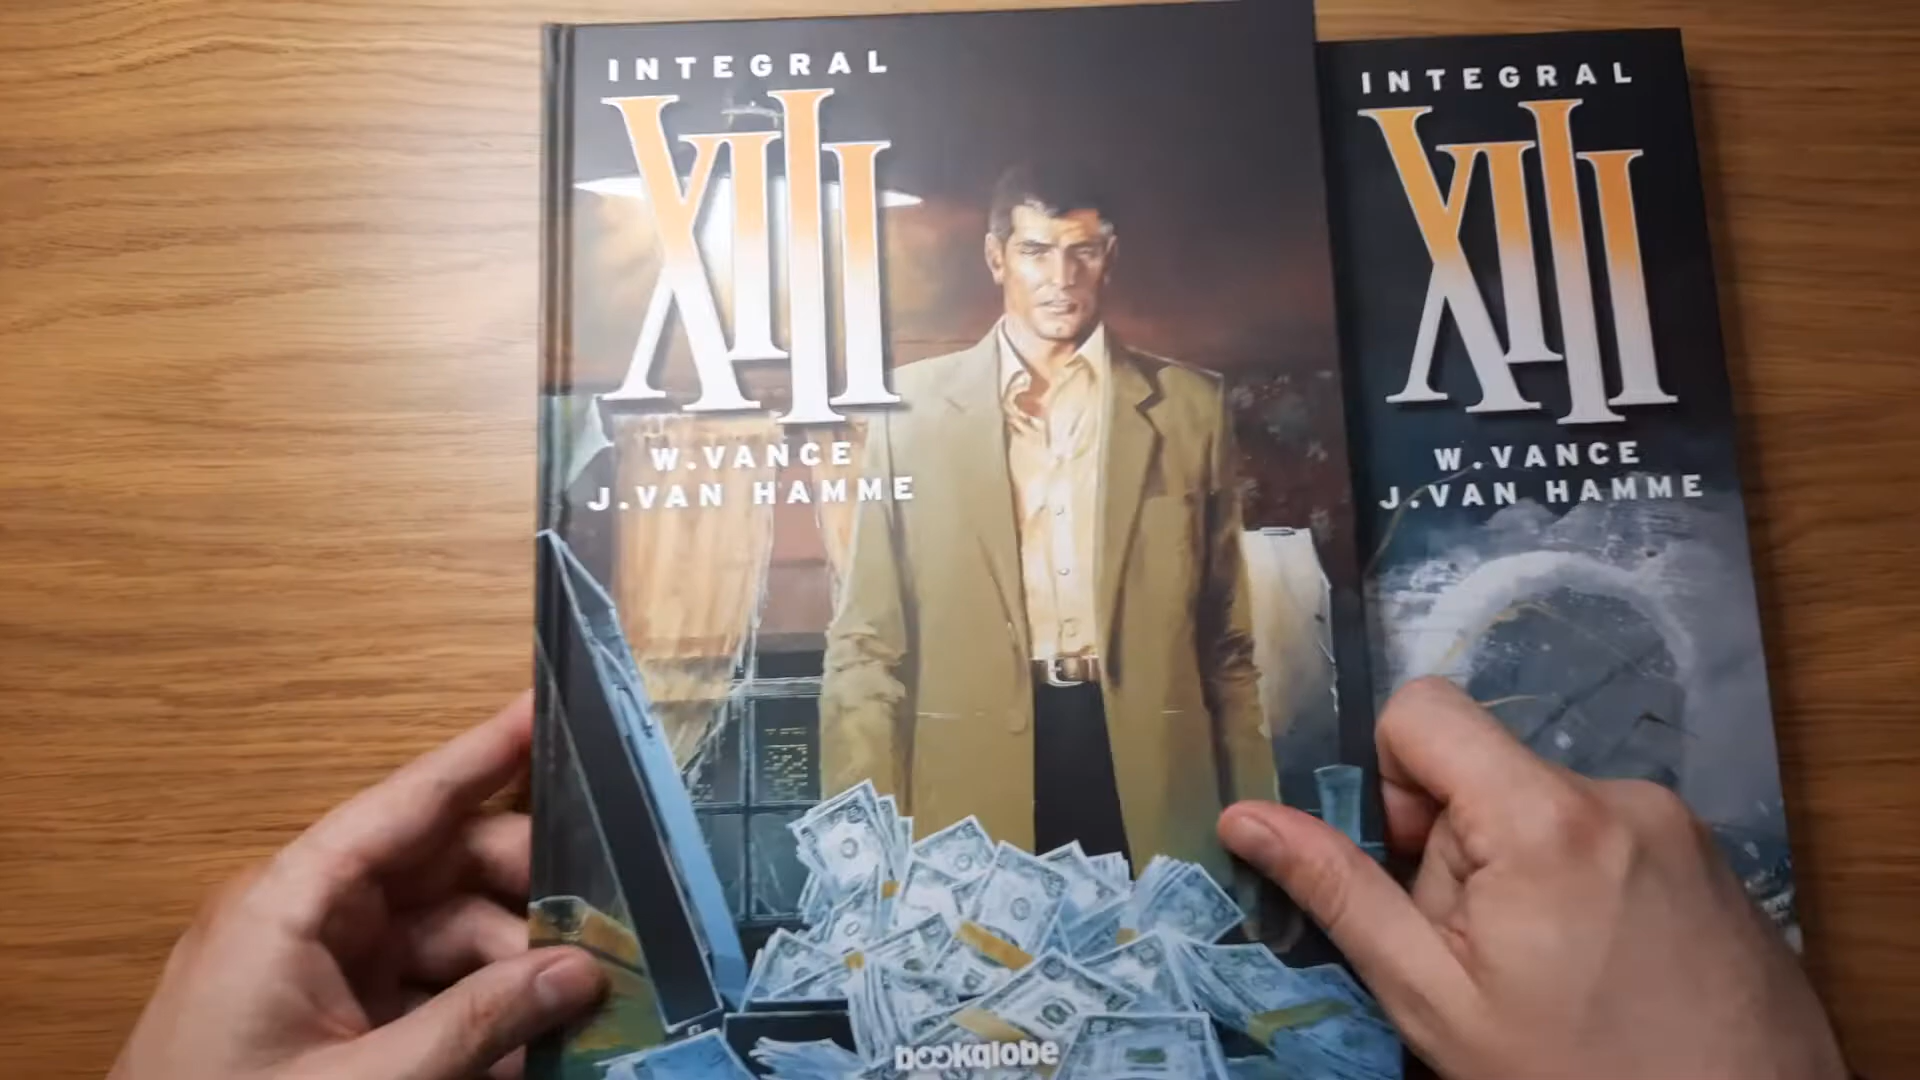 INTEGRAL
XIII
W.VANCE
J.VAN HAMME
bookglobe
INTEGRAL
XIII
W.VANCE
J.VAN HAMME